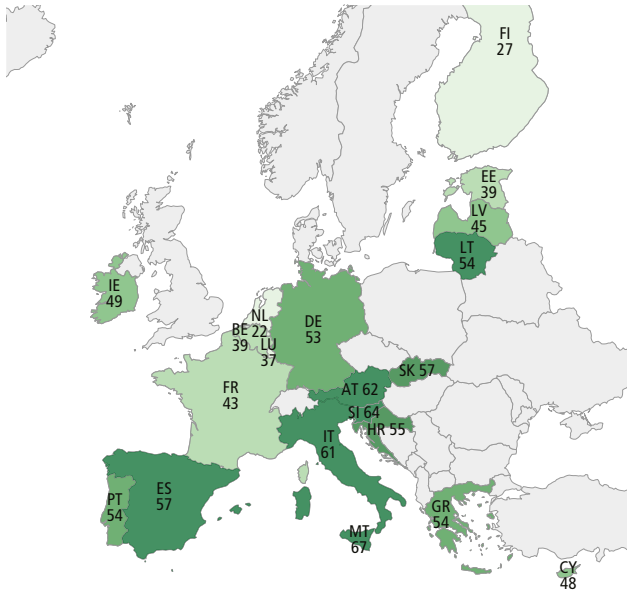 FI
27
EE
39
LV
45
LT
54
IE
49
NL
22
BE
39
LU
37
DE
53
SK 57
AT 62
FR
43
SI 64
HR 55
IT
61
ES
57
PT
54
GR
54
MT
67
CY
48